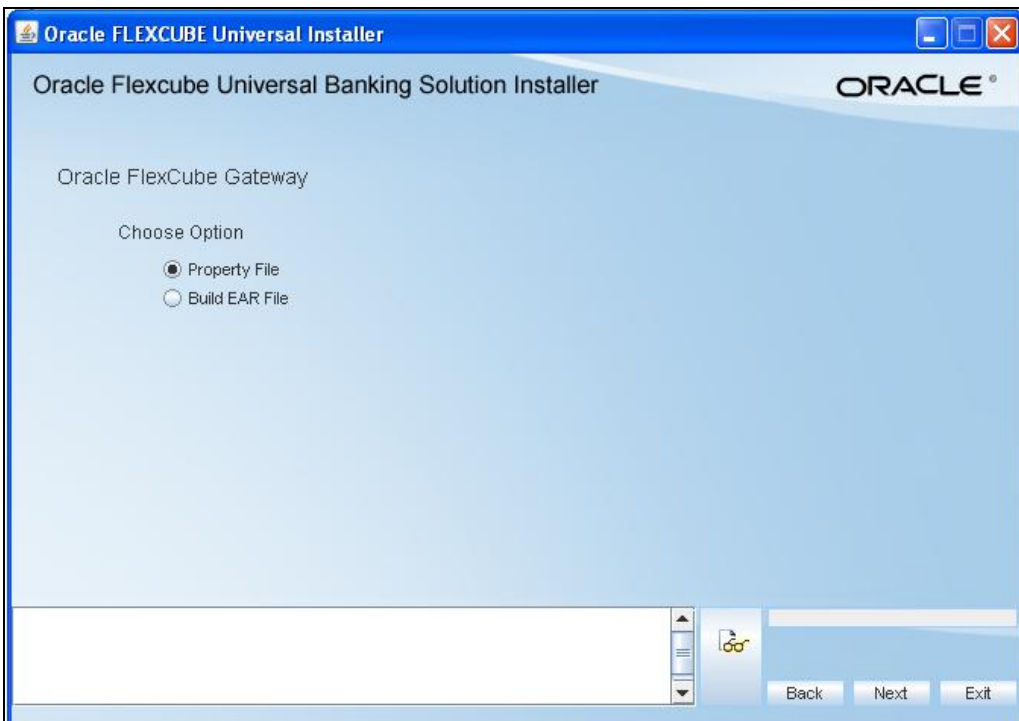 Oracle FLEXCUBE Universal Installer
Oracle Flexcube Universal Banking Solution Installer
ORACLE®
Oracle FlexCube Gateway
Choose Option
Property File
Build EAR File
Back Next Exit